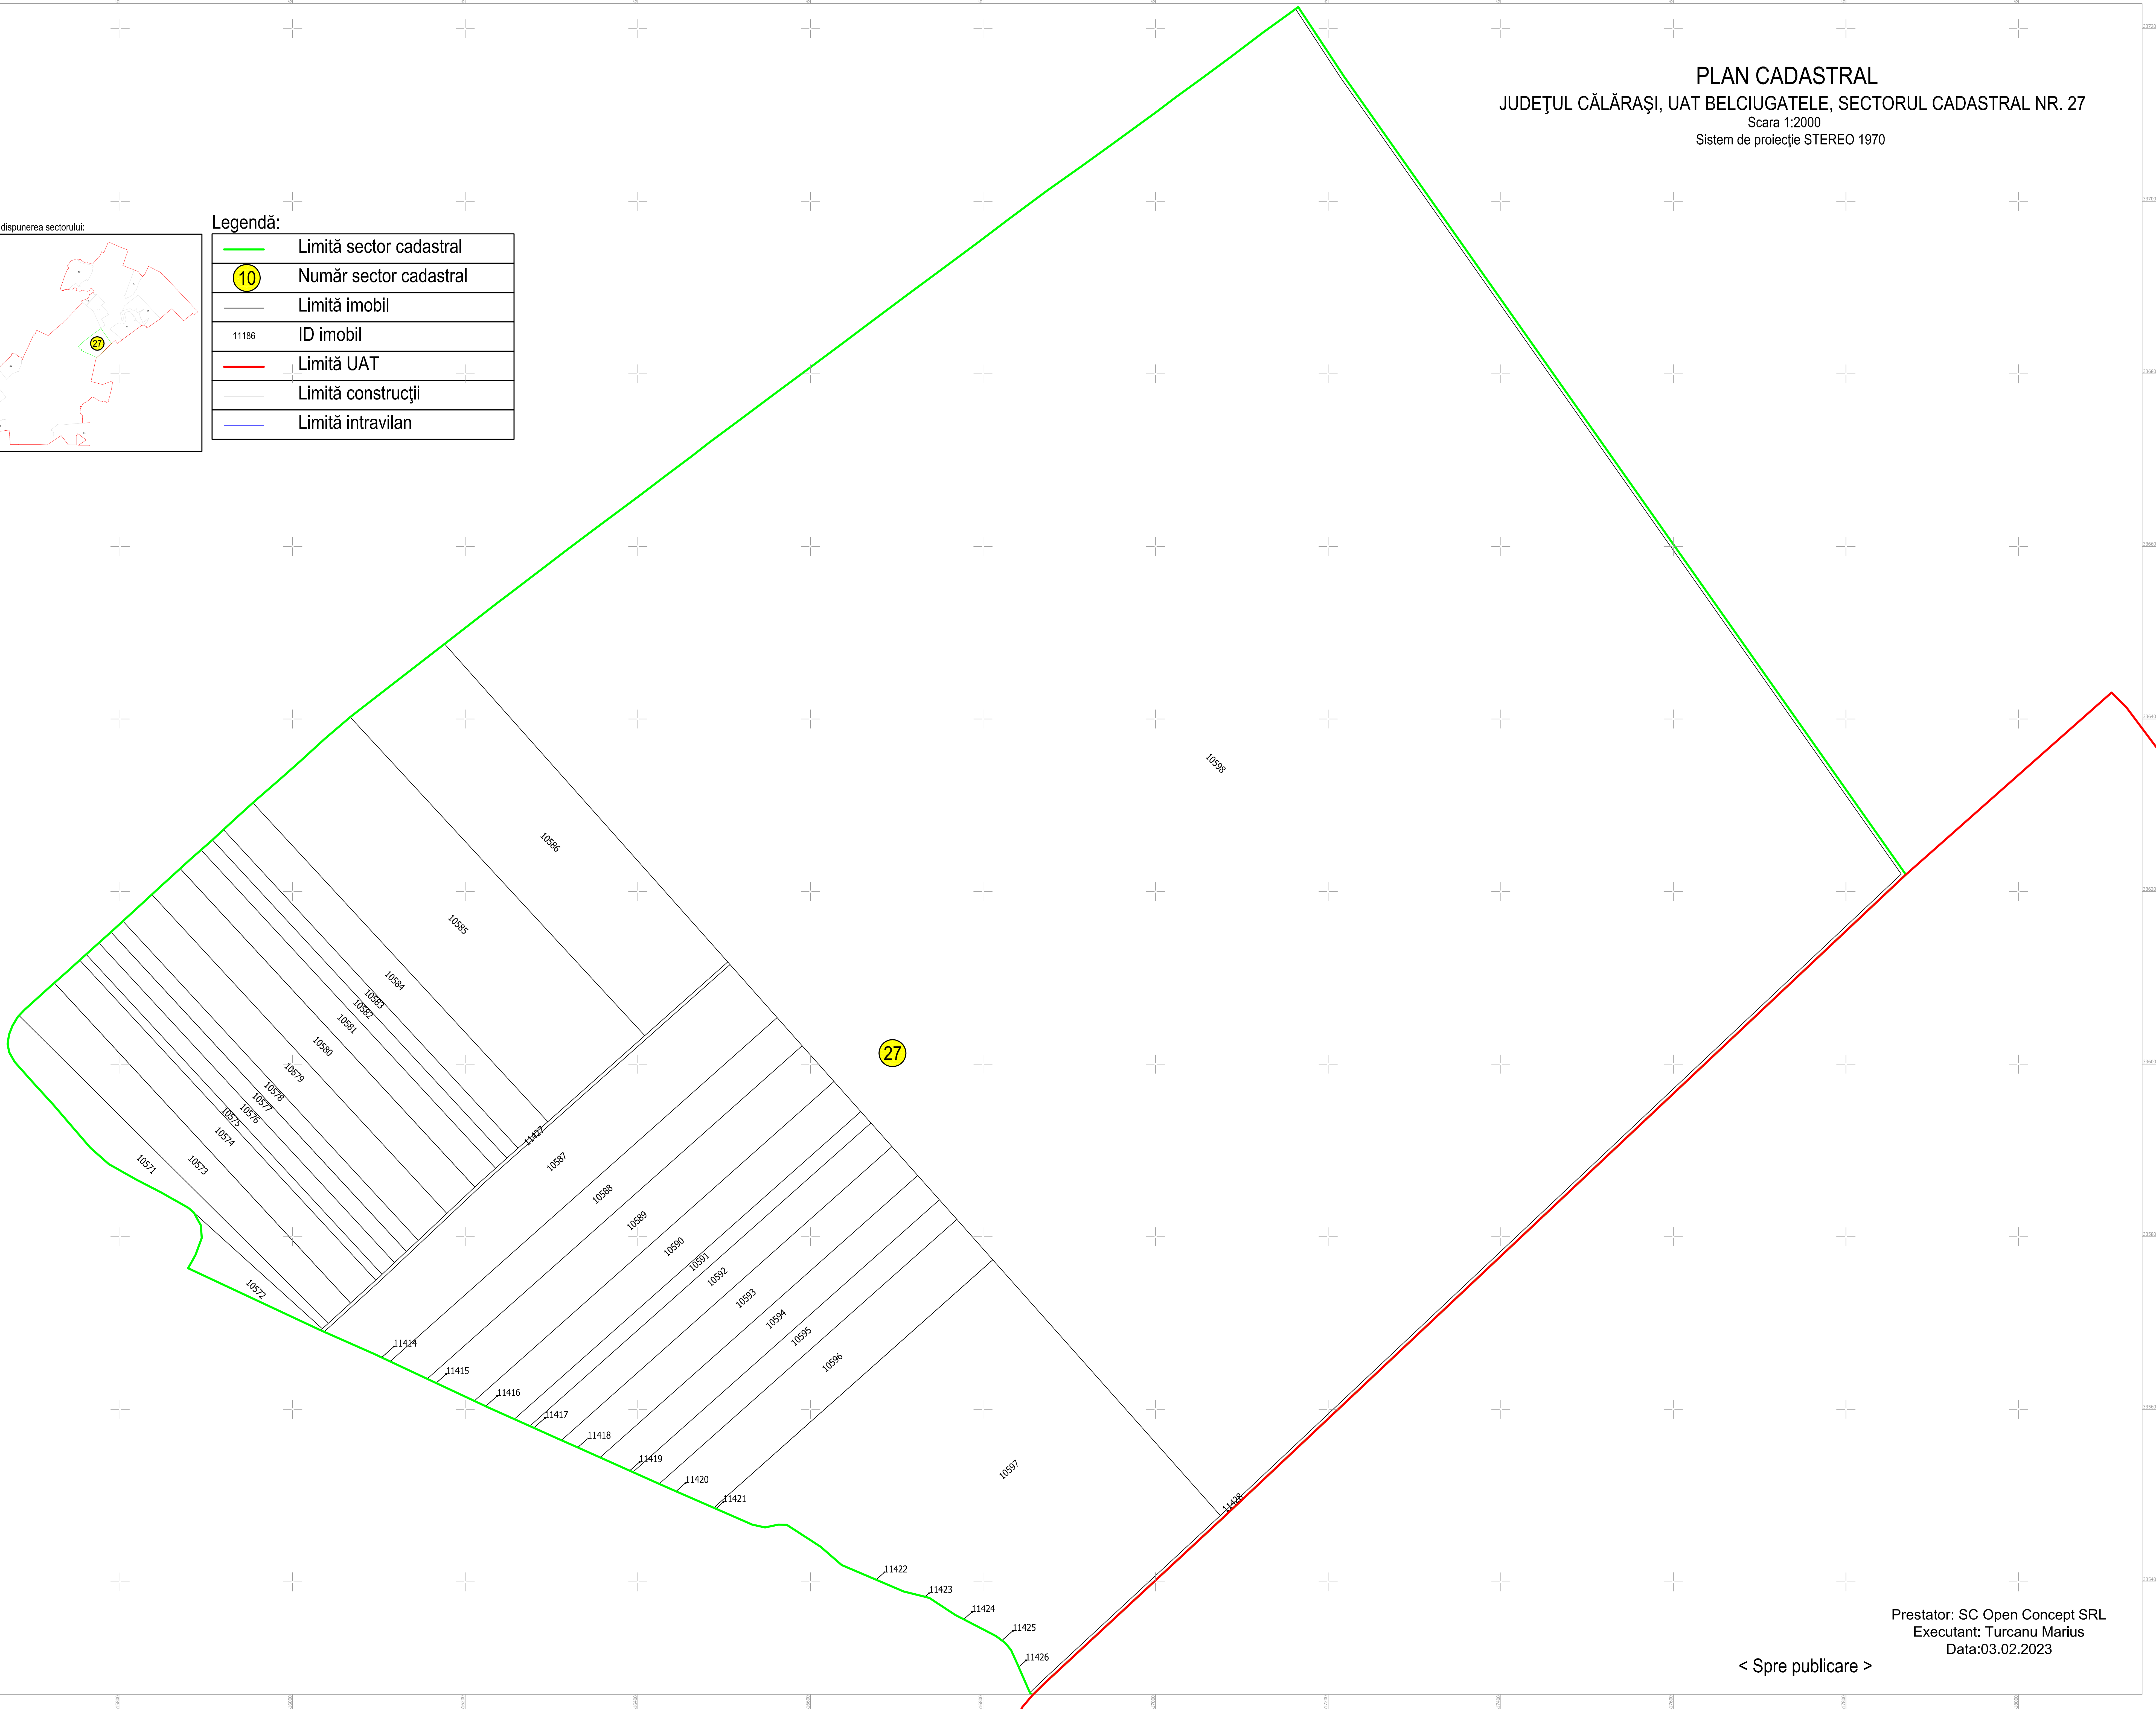 PLAN CADASTRAL
JUDEŢUL CĂLĂRAŞI, UAT BELCIUGATELE, SECTORUL CADASTRAL NR. 27
Scara 1:2000
Sistem de proiecţie STEREO 1970
dispunerea sectorului:
27
Legendă:
Limită sector cadastral
10 Număr sector cadastral
Limită imobil
11186 ID imobil
Limită UAT
Limită construcţii
Limită intravilan
10598
10586
10585
10584
10583
10582
10581
10580
10579
10578
10577
10576
10575
10574
10573
10571
10572
27
11427
10587
10588
10589
10590
10591
10592
10593
10594
10595
10596
10597
11414
11415
11416
11417
11418
11419
11420
11421
11422
11423
11424
11425
11426
11428
Prestator: SC Open Concept SRL
Executant: Turcanu Marius
Data:03.02.2023
< Spre publicare >